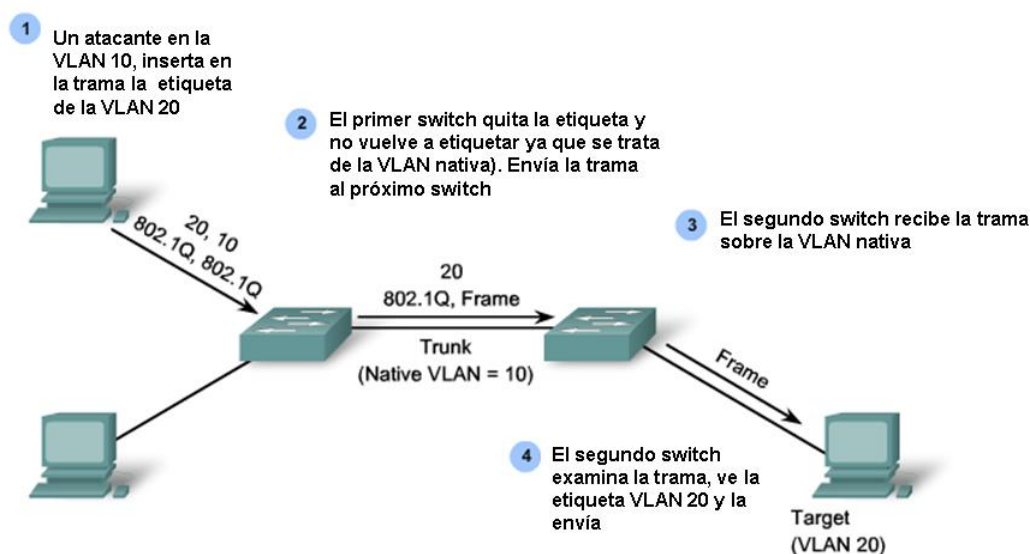 1
Un atacante en la
VLAN 10, inserta en
la trama la etiqueta
de la VLAN 20
2
El primer switch quita la etiqueta y
no vuelve a etiquetar ya que se trata
de la VLAN nativa). Envía la trama
al próximo switch
3
El segundo switch recibe la trama
sobre la VLAN nativa
20, 10
802.1Q, 802.1Q
20
802.1Q, Frame
Trunk
(Native VLAN = 10)
Frame
4
El segundo switch
examina la trama, ve la
etiqueta VLAN 20 y la
envía
Target
(VLAN 20)